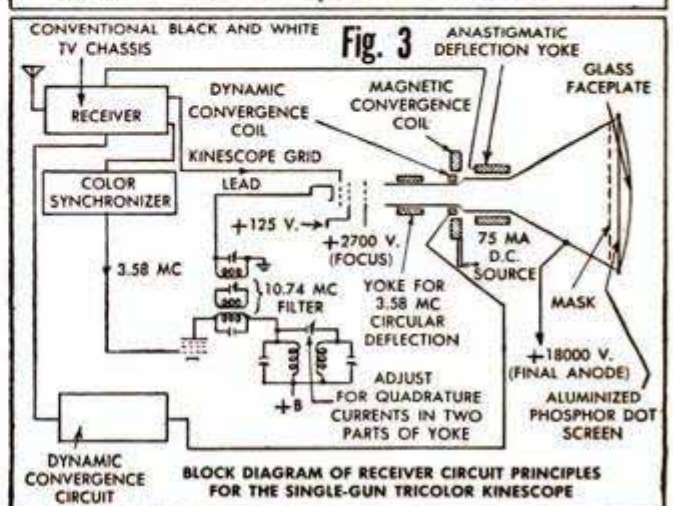 Fig. 3
CONVENTIONAL BLACK AND WHITE
TV CHASSIS
RECEIVER
COLOR
SYNCHRONIZER
3.58 MC
KINESCOPE GRID
LEAD
+125 V.
DYNAMIC
CONVERGENCE
COIL
MAGNETIC
CONVERGENCE
COIL
ANASTIGMATIC
DEFLECTION YOKE
GLASS
FACEPLATE
+2700 V.
(FOCUS)
YOKE FOR
3.58 MC
CIRCULAR
DEFLECTION
75 MA
D.C.
SOURCE
MASK
+18000 V.
(FINAL ANODE)
ALUMINIZED
PHOSPHOR DOT
SCREEN
10.74 MC
FILTER
+B
ADJUST
FOR QUADRATURE
CURRENTS IN TWO
PARTS OF YOKE
DYNAMIC
CONVERGENCE
CIRCUIT
BLOCK DIAGRAM OF RECEIVER CIRCUIT PRINCIPLES
FOR THE SINGLE-GUN TRICOLOR KINESCOPE